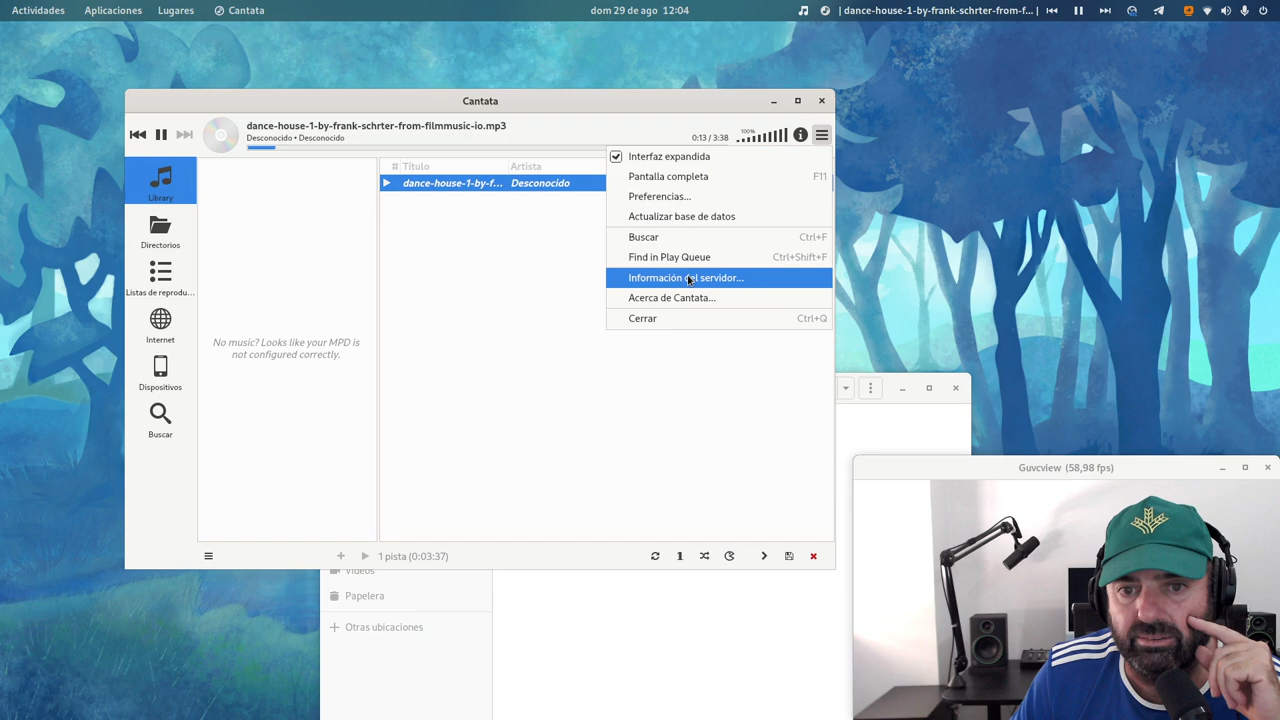 Actividades Aplicaciones Lugares Cantata dom 29 de ago 12:04 | dance-house-1-by-frank-schrter-from-f... |
Cantata
dance-house-1-by-frank-schrter-from-filmmusic-io.mp3
Desconocido • Desconocido
0:13 / 3:38
100%
Library
Directorios
Listas de reprodu...
Internet
Dispositivos
Buscar
No music? Looks like your MPD is
not configured correctly.
# Título Artista
dance-house-1-by-f... Desconocido
Interfaz expandida
Pantalla completa F11
Preferencias...
Actualizar base de datos
Buscar Ctrl+F
Find in Play Queue Ctrl+Shift+F
Información del servidor...
Acerca de Cantata...
Cerrar Ctrl+Q
1 pista (0:03:37)
Vídeos
Papelera
Otras ubicaciones
Guvcview (58,98 fps)